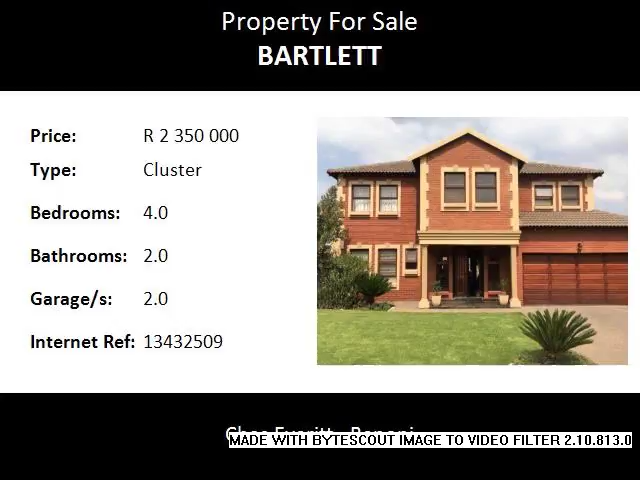 Property For Sale
BARTLETT
Price: R 2 350 000
Type: Cluster
Bedrooms: 4.0
Bathrooms: 2.0
Garage/s: 2.0
Internet Ref: 13432509
MADE WITH BYTESCOUT IMAGE TO VIDEO FILTER 2.10.813.0